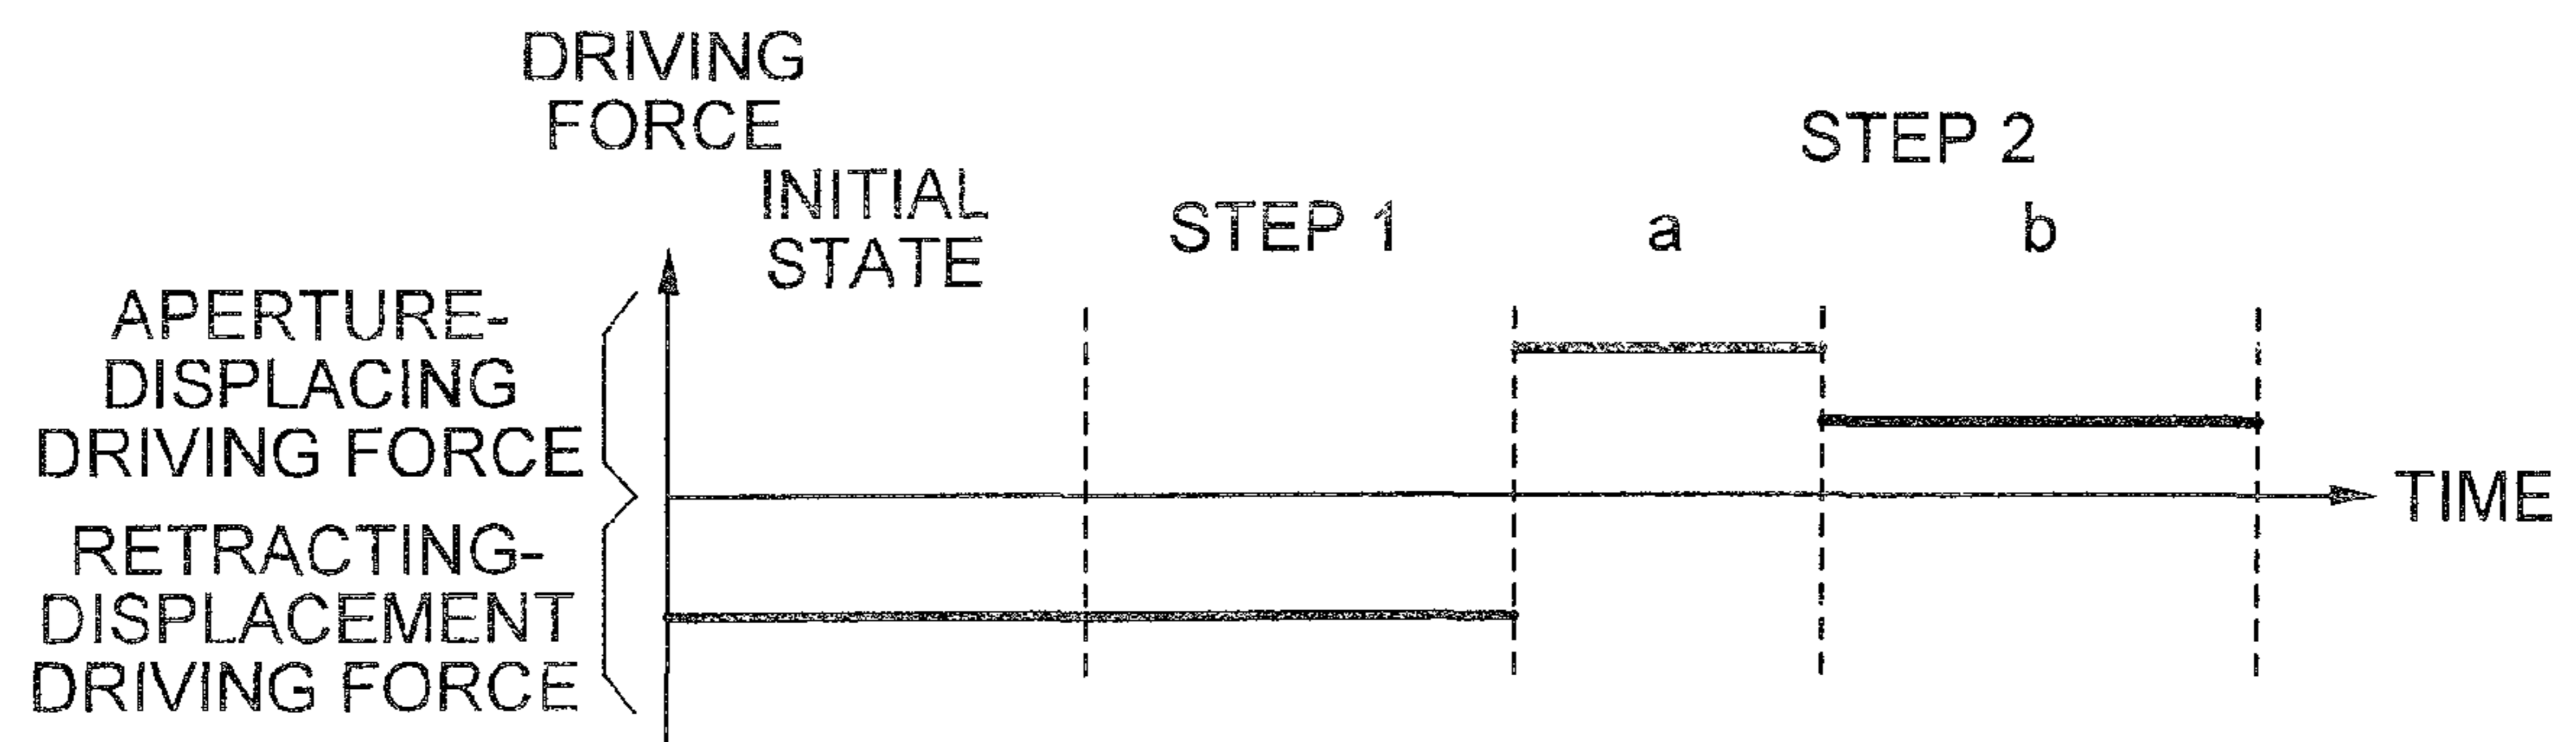 DRIVING
FORCE
INITIAL
STATE
STEP 1
STEP 2
a
b
APERTURE-
DISPLACING
DRIVING FORCE
TIME
RETRACTING-
DISPLACEMENT
DRIVING FORCE